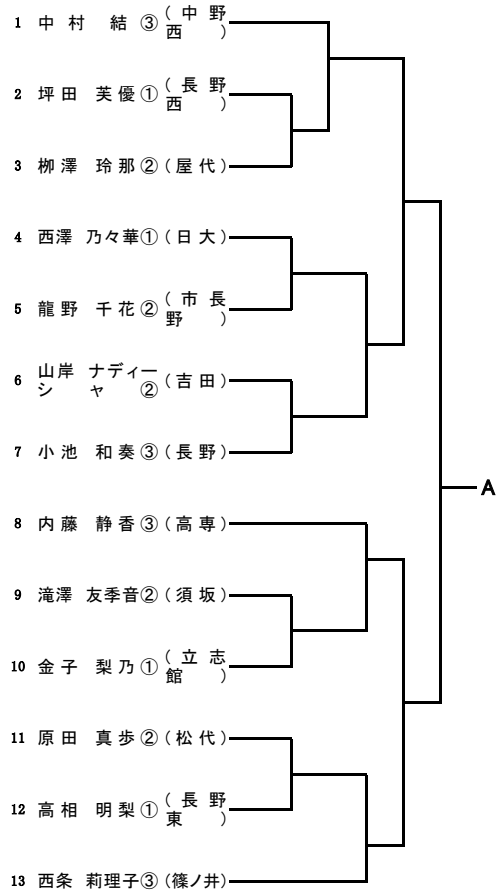 1 中村 結③(中野西)
2 坪田 芙優①(長野西)
3 栁澤 玲那②(屋代)
4 西澤 乃々華①(日大)
5 龍野 千花②(市長野)
6 山岸 ナディーシャ②(吉田)
7 小池 和奏③(長野)
A
8 内藤 静香③(高専)
9 滝澤 友季音②(須坂)
10 金子 梨乃①(立志館)
11 原田 真歩②(松代)
12 高相 明梨①(長野東)
13 西条 莉理子③(篠ノ井)